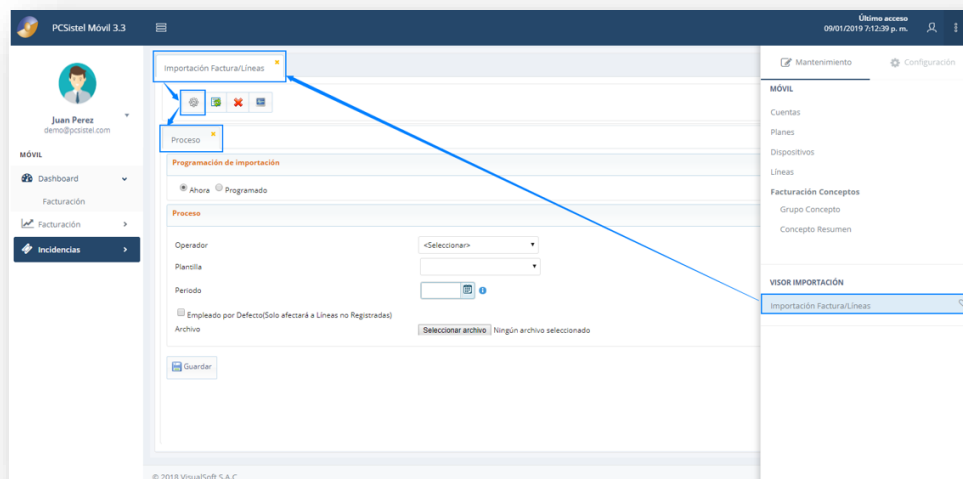 PCSistel Móvil 3.3
Último acceso
09/01/2019 7:12:39 p. m.
Juan Perez
demo@pcsistel.com
MÓVIL
Dashboard
Facturación
Facturación
Incidencias
Importación Factura/Líneas
Proceso
Programación de importación
Ahora
Programado
Proceso
Operador
<Seleccionar>
Plantilla
Periodo
Empleado por Defecto(Solo afectará a Líneas no Registradas)
Archivo
Seleccionar archivo
Ningún archivo seleccionado
Guardar
© 2018 VisualSoft S.A.C.
Mantenimiento
Configuración
MÓVIL
Cuentas
Planes
Dispositivos
Líneas
Facturación Conceptos
Grupo Concepto
Concepto Resumen
VISOR IMPORTACIÓN
Importación Factura/Líneas